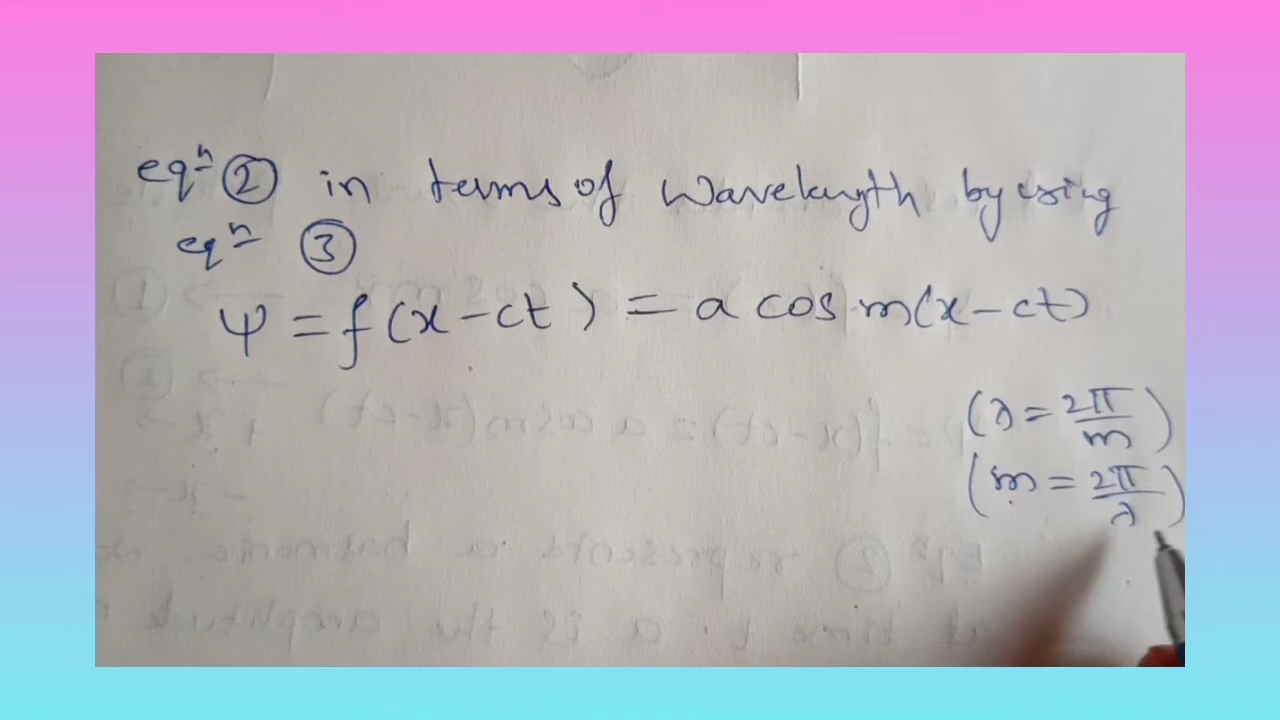 eqⁿ ② in terms of Wavelength by using
eqⁿ ③
ψ = f(x-ct) = a cos m(x-ct)
(λ = 2π/m)
(m = 2π/λ)